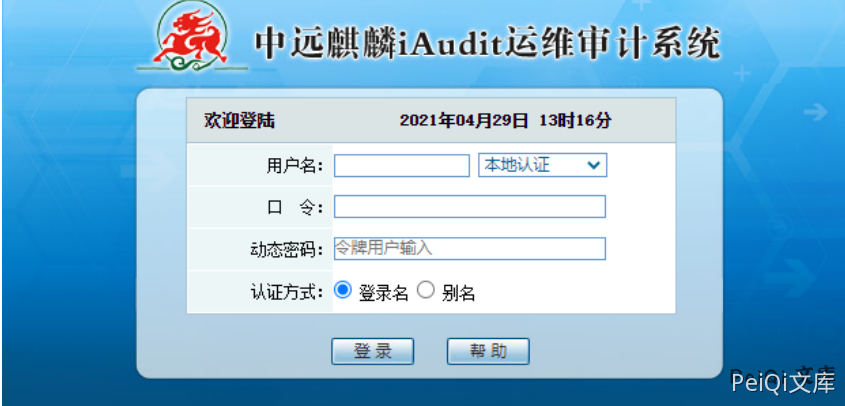 中远麒麟iAudit运维审计系统
欢迎登陆 2021年04月29日 13时16分
用户名: 本地认证
口 令:
动态密码: 令牌用户输入
认证方式: 登录名 别名
登 录 帮 助
PeiQi文库